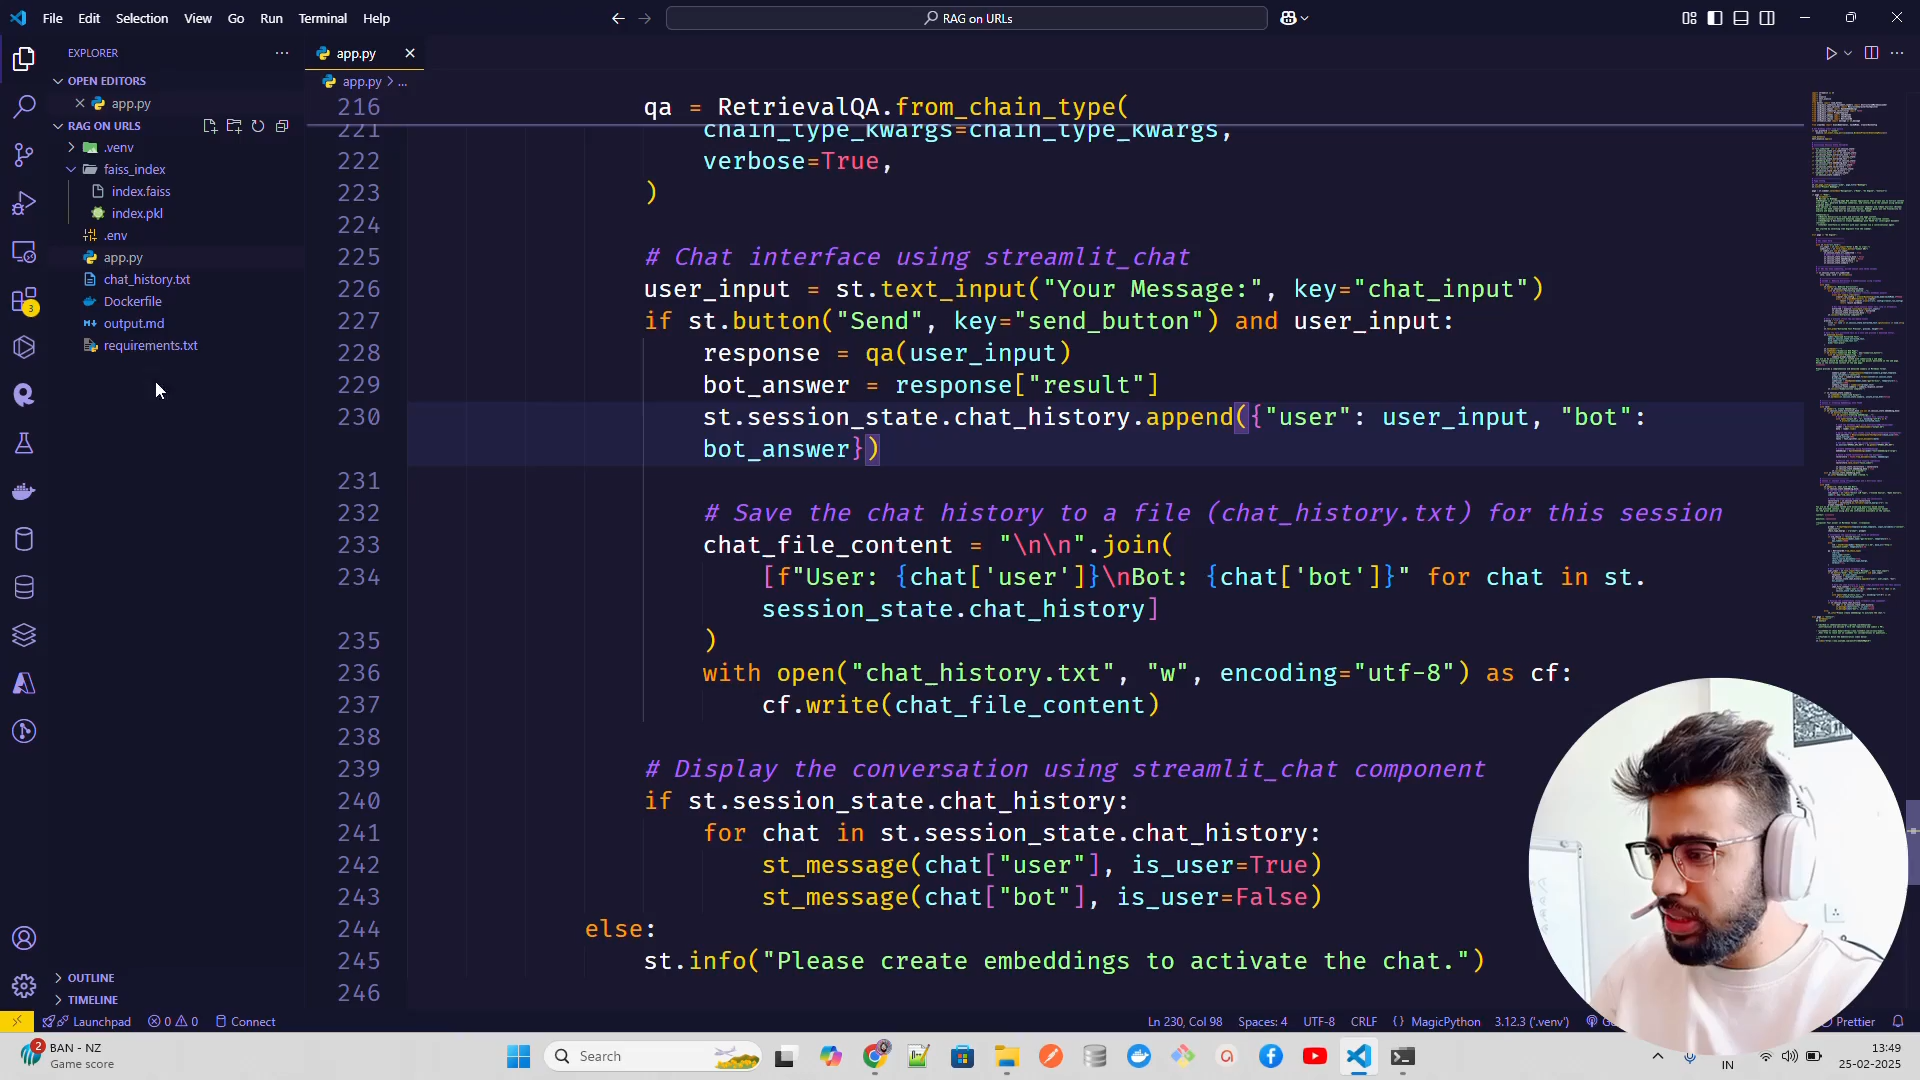 File Edit Selection View Go Run Terminal Help
RAG on URLs
EXPLORER
OPEN EDITORS
app.py
RAG ON URLS
.venv
faiss_index
index.faiss
index.pkl
.env
app.py
chat_history.txt
Dockerfile
output.md
requirements.txt
3
OUTLINE
TIMELINE
app.py
app.py > ...
216 qa = RetrievalQA.from_chain_type(
221 chain_type_kwargs=chain_type_kwargs,
222 verbose=True,
223 )
224
225 # Chat interface using streamlit_chat
226 user_input = st.text_input("Your Message:", key="chat_input")
227 if st.button("Send", key="send_button") and user_input:
228 response = qa(user_input)
229 bot_answer = response["result"]
230 st.session_state.chat_history.append({"user": user_input, "bot":
bot_answer})
231
232 # Save the chat history to a file (chat_history.txt) for this session
233 chat_file_content = "\n\n".join(
234 [f"User: {chat['user']}\nBot: {chat['bot']}" for chat in st.
session_state.chat_history]
235 )
236 with open("chat_history.txt", "w", encoding="utf-8") as cf:
237 cf.write(chat_file_content)
238
239 # Display the conversation using streamlit_chat component
240 if st.session_state.chat_history:
241 for chat in st.session_state.chat_history:
242 st_message(chat["user"], is_user=True)
243 st_message(chat["bot"], is_user=False)
244 else:
245 st.info("Please create embeddings to activate the chat.")
246
Launchpad 0 0 Connect
Ln 230, Col 98 Spaces: 4 UTF-8 CRLF {} MagicPython 3.12.3 ('.venv') Prettier
2
BAN - NZ
Game score
Search
IN
13:49
25-02-2025